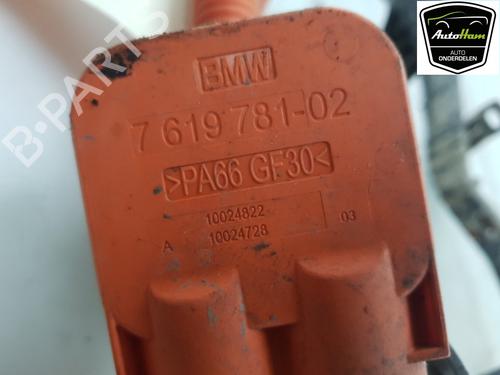 BMW
7 619 781-02
>PA66 GF30<
10024822
A 10024728 03
B-PARTS
AutoHam
AUTO
ONDERDELEN